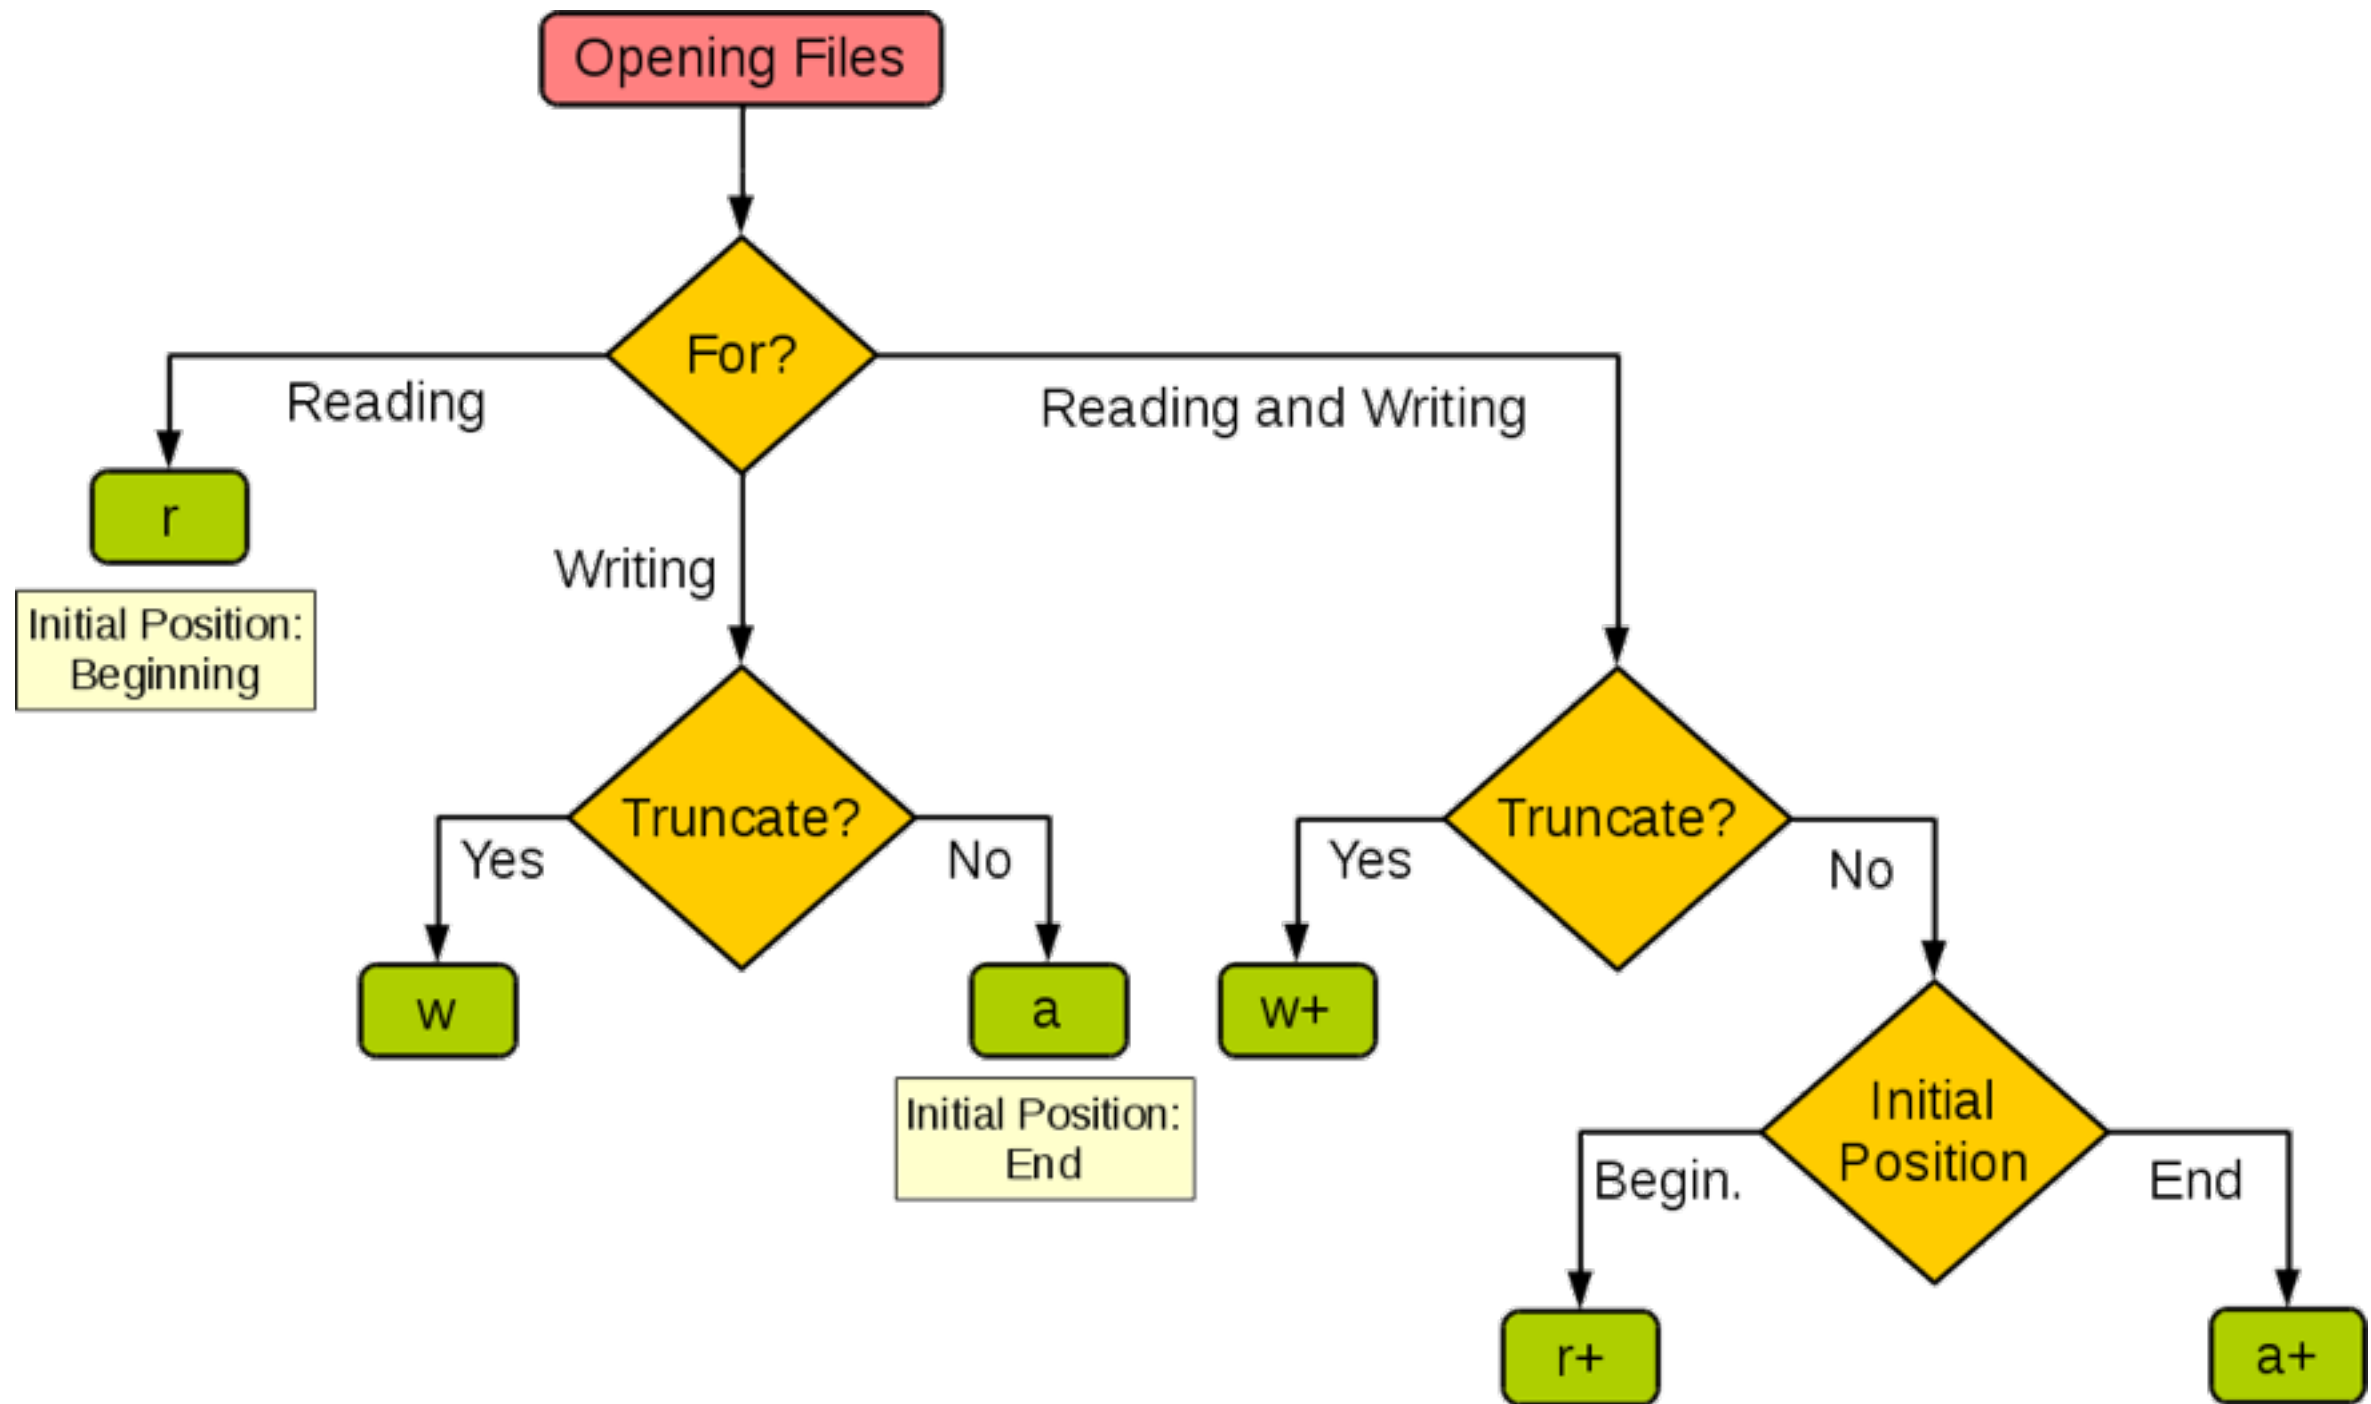 Opening Files
For?
Reading
Reading and Writing
r
Writing
Initial Position:
Beginning
Truncate?
Yes
No
w
a
Initial Position:
End
Truncate?
Yes
No
w+
Initial
Position
Begin.
End
r+
a+